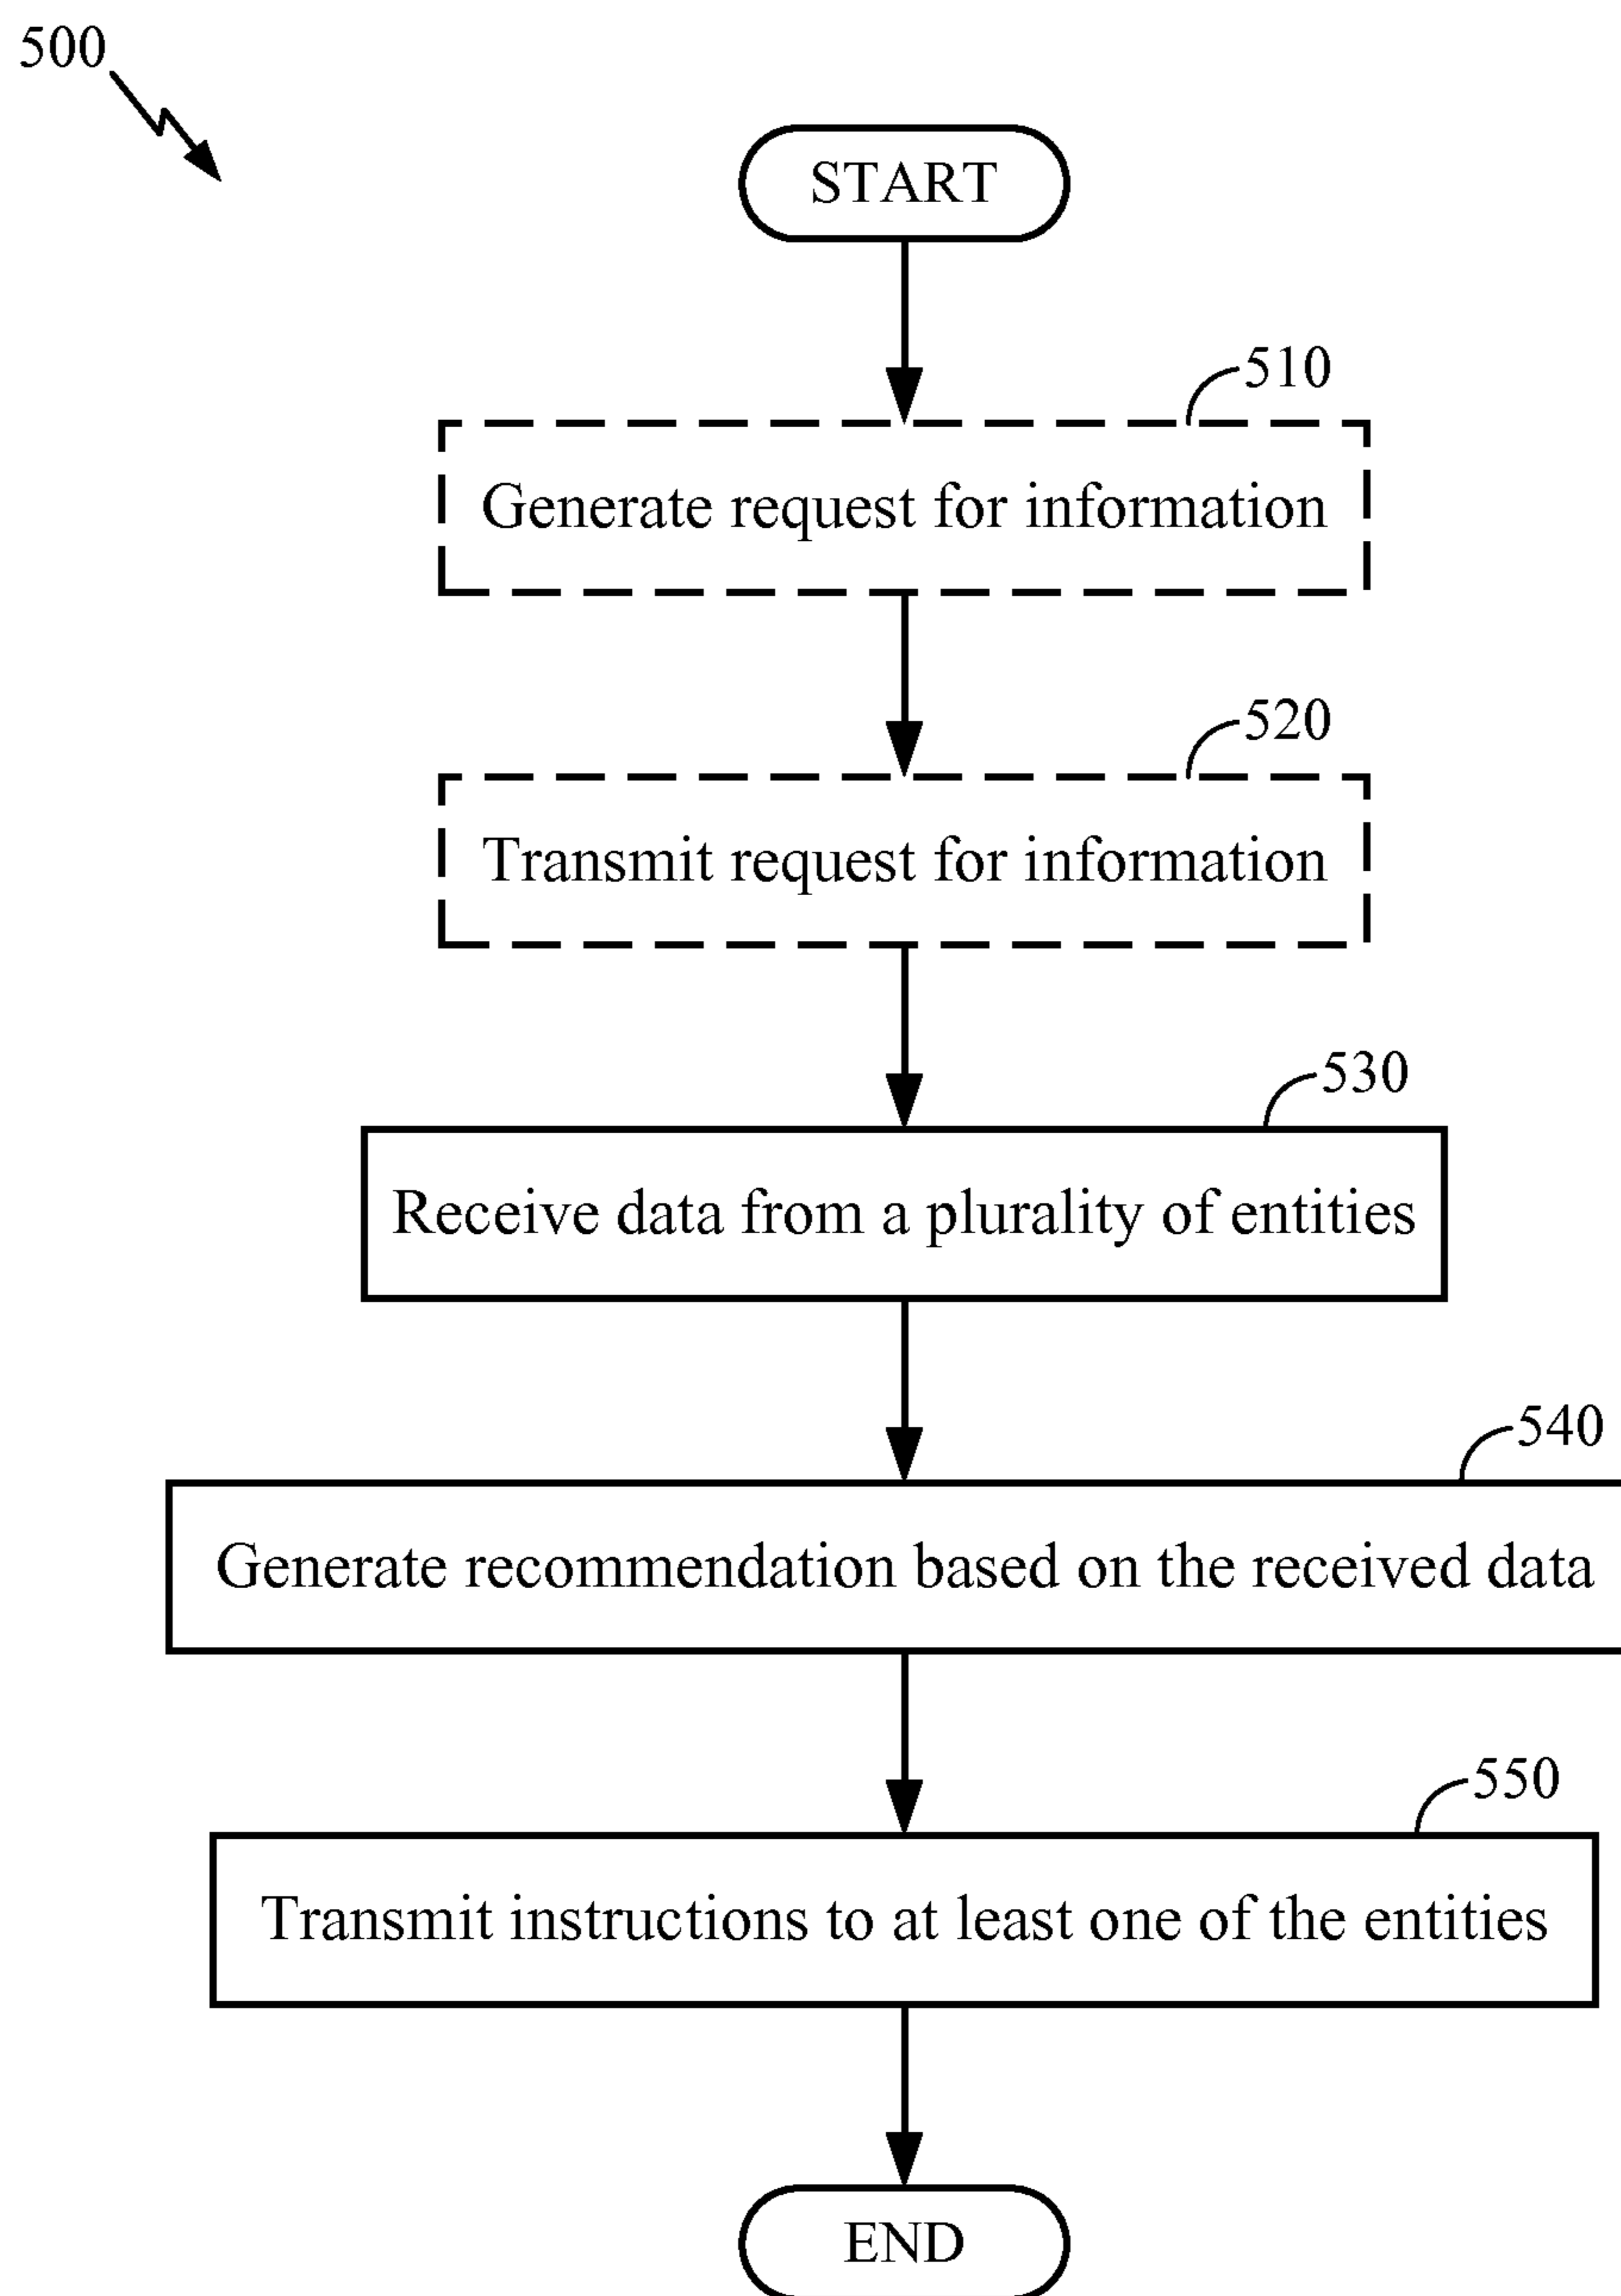 500
START
510
Generate request for information
520
Transmit request for information
530
Receive data from a plurality of entities
540
Generate recommendation based on the received data
550
Transmit instructions to at least one of the entities
END